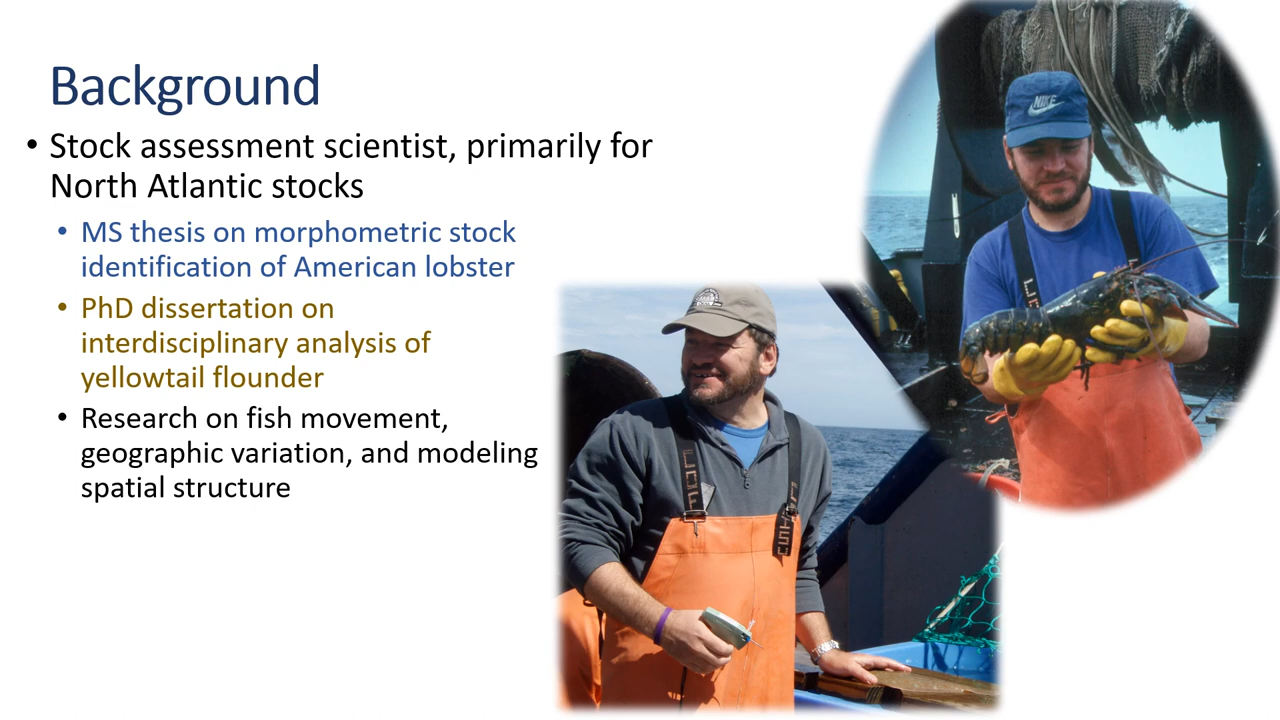 Background
• Stock assessment scientist, primarily for
North Atlantic stocks
• MS thesis on morphometric stock
identification of American lobster
• PhD dissertation on
interdisciplinary analysis of
yellowtail flounder
• Research on fish movement,
geographic variation, and modeling
spatial structure
NIKE